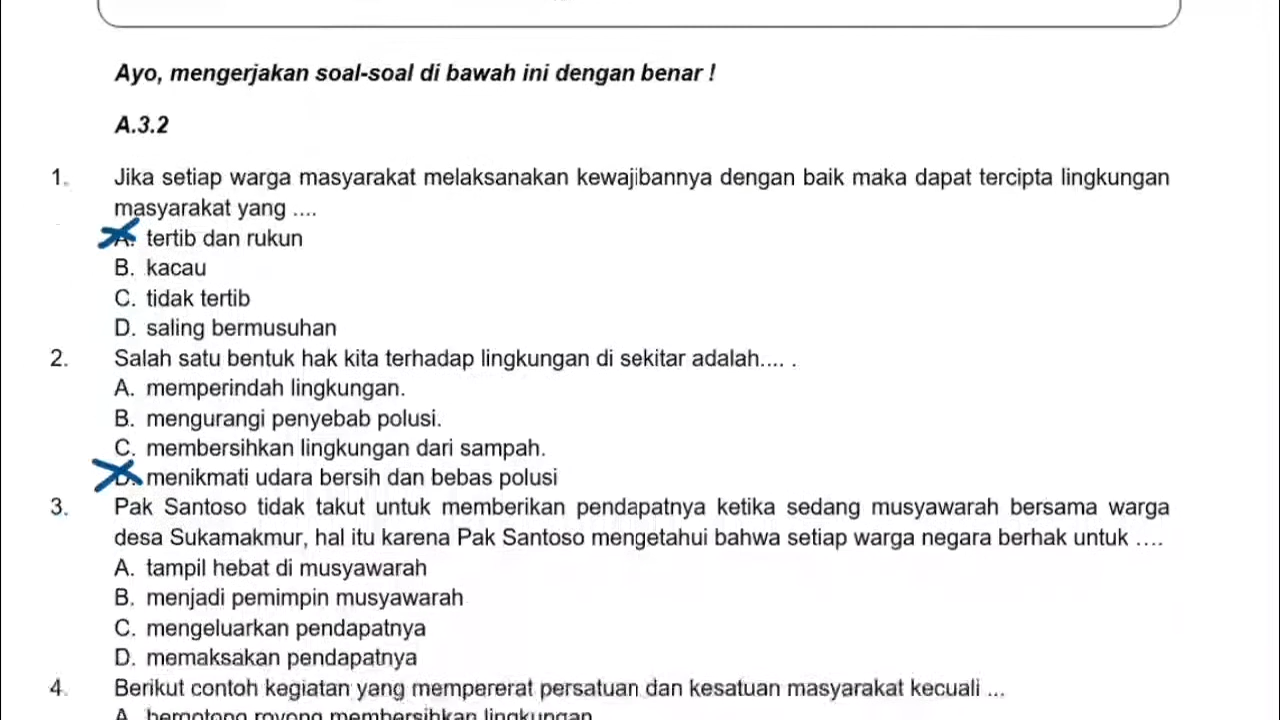 Ayo, mengerjakan soal-soal di bawah ini dengan benar !
A.3.2
1. Jika setiap warga masyarakat melaksanakan kewajibannya dengan baik maka dapat tercipta lingkungan
masyarakat yang ....
A. tertib dan rukun
B. kacau
C. tidak tertib
D. saling bermusuhan
2. Salah satu bentuk hak kita terhadap lingkungan di sekitar adalah.... .
A. memperindah lingkungan.
B. mengurangi penyebab polusi.
C. membersihkan lingkungan dari sampah.
D. menikmati udara bersih dan bebas polusi
3. Pak Santoso tidak takut untuk memberikan pendapatnya ketika sedang musyawarah bersama warga
desa Sukamakmur, hal itu karena Pak Santoso mengetahui bahwa setiap warga negara berhak untuk ....
A. tampil hebat di musyawarah
B. menjadi pemimpin musyawarah
C. mengeluarkan pendapatnya
D. memaksakan pendapatnya
4. Berikut contoh kegiatan yang mempererat persatuan dan kesatuan masyarakat kecuali ...
A. bergotong royong membersihkan lingkungan